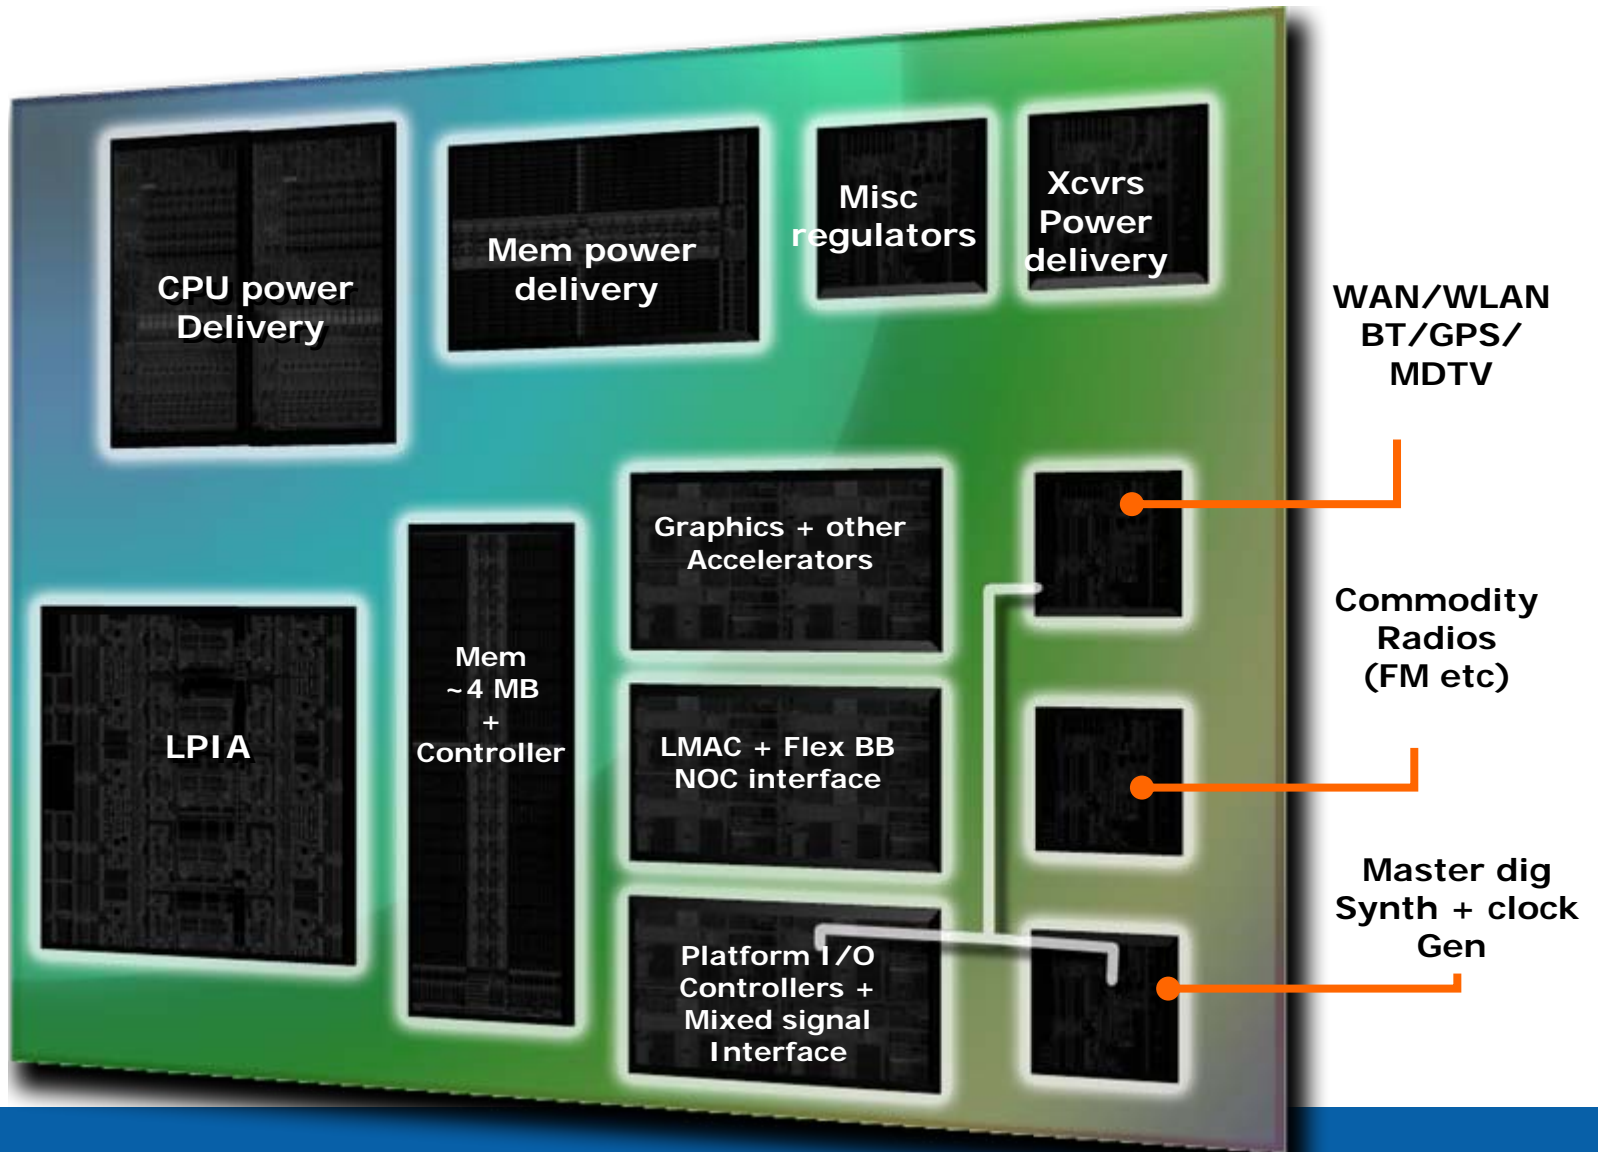 CPU power
Delivery
Mem power
delivery
Misc
regulators
Xcvrs
Power
delivery
WAN/WLAN
BT/GPS/
MDTV
Graphics + other
Accelerators
Commodity
Radios
(FM etc)
LPIA
Mem
~4 MB
+
Controller
LMAC + Flex BB
NOC interface
Master dig
Synth + clock
Gen
Platform I/O
Controllers +
Mixed signal
Interface